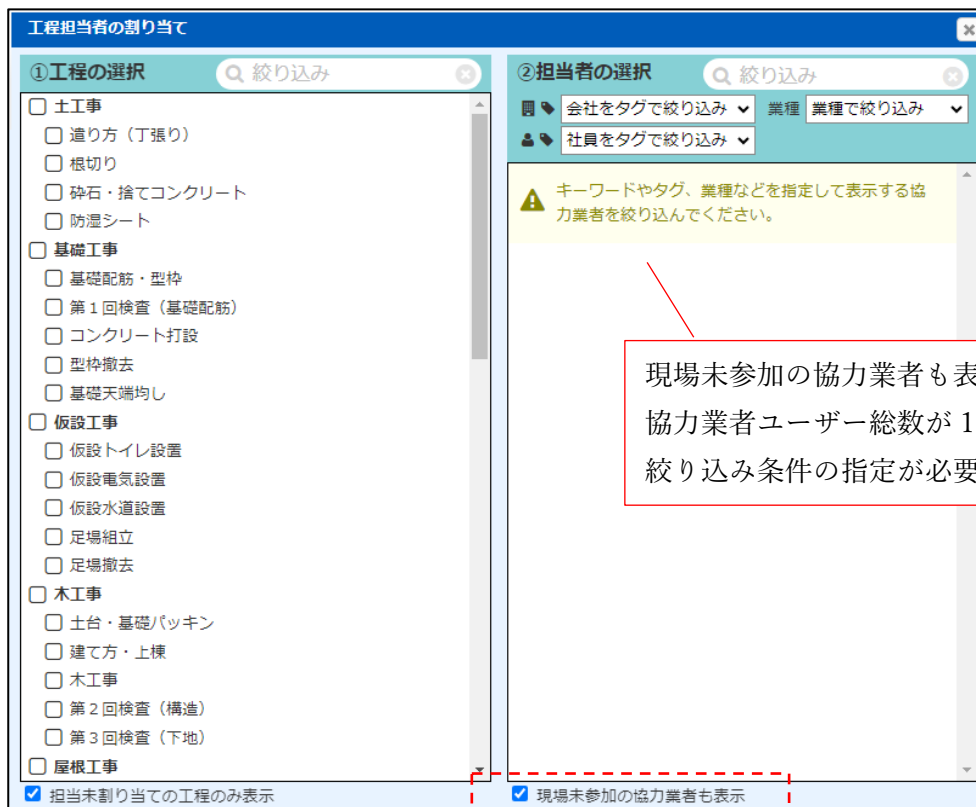 工程担当者の割り当て
①工程の選択
絞り込み
土工事
遣り方（丁張り）
根切り
砕石・捨てコンクリート
防湿シート
基礎工事
基礎配筋・型枠
第１回検査（基礎配筋）
コンクリート打設
型枠撤去
基礎天端均し
仮設工事
仮設トイレ設置
仮設電気設置
仮設水道設置
足場組立
足場撤去
木工事
土台・基礎パッキン
建て方・上棟
木工事
第２回検査（構造）
第３回検査（下地）
屋根工事
担当未割り当ての工程のみ表示
②担当者の選択
絞り込み
会社をタグで絞り込み 業種 業種で絞り込み
社員をタグで絞り込み
キーワードやタグ、業種などを指定して表示する協
力業者を絞り込んでください。
現場未参加の協力業者も表
協力業者ユーザー総数が 1
絞り込み条件の指定が必要
現場未参加の協力業者も表示